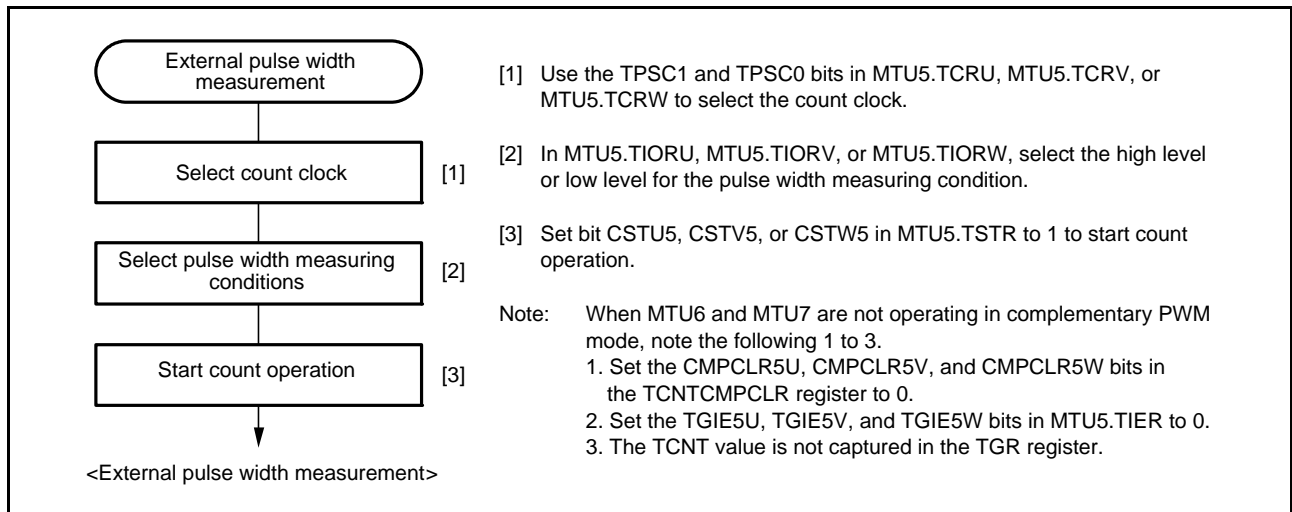 External pulse width
measurement
Select count clock
[1]
Select pulse width measuring
conditions
[2]
Start count operation
[3]
<External pulse width measurement>
[1] Use the TPSC1 and TPSC0 bits in MTU5.TCRU, MTU5.TCRV, or
MTU5.TCRW to select the count clock.
[2] In MTU5.TIORU, MTU5.TIORV, or MTU5.TIORW, select the high level
or low level for the pulse width measuring condition.
[3] Set bit CSTU5, CSTV5, or CSTW5 in MTU5.TSTR to 1 to start count
operation.
Note: When MTU6 and MTU7 are not operating in complementary PWM
mode, note the following 1 to 3.
1. Set the CMPCLR5U, CMPCLR5V, and CMPCLR5W bits in
the TCNTCMPCLR register to 0.
2. Set the TGIE5U, TGIE5V, and TGIE5W bits in MTU5.TIER to 0.
3. The TCNT value is not captured in the TGR register.